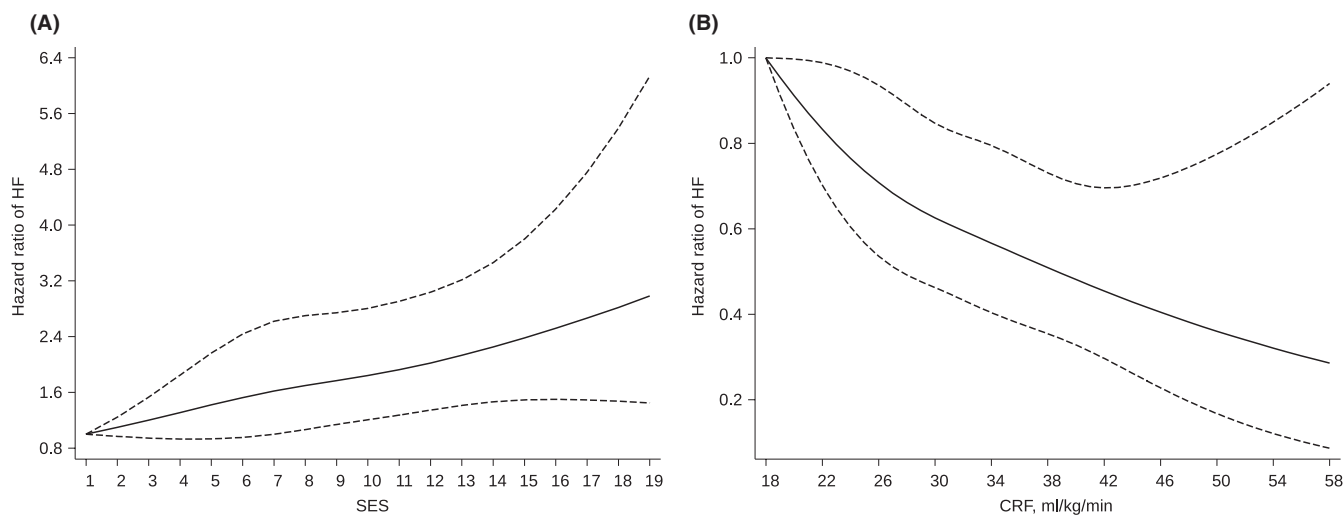 (A)
Hazard ratio of HF
6.4
5.6
4.8
4.0
3.2
2.4
1.6
0.8
1 2 3 4 5 6 7 8 9 10 11 12 13 14 15 16 17 18 19
SES
(B)
Hazard ratio of HF
1.0
0.8
0.6
0.4
0.2
18 22 26 30 34 38 42 46 50 54 58
CRF, ml/kg/min